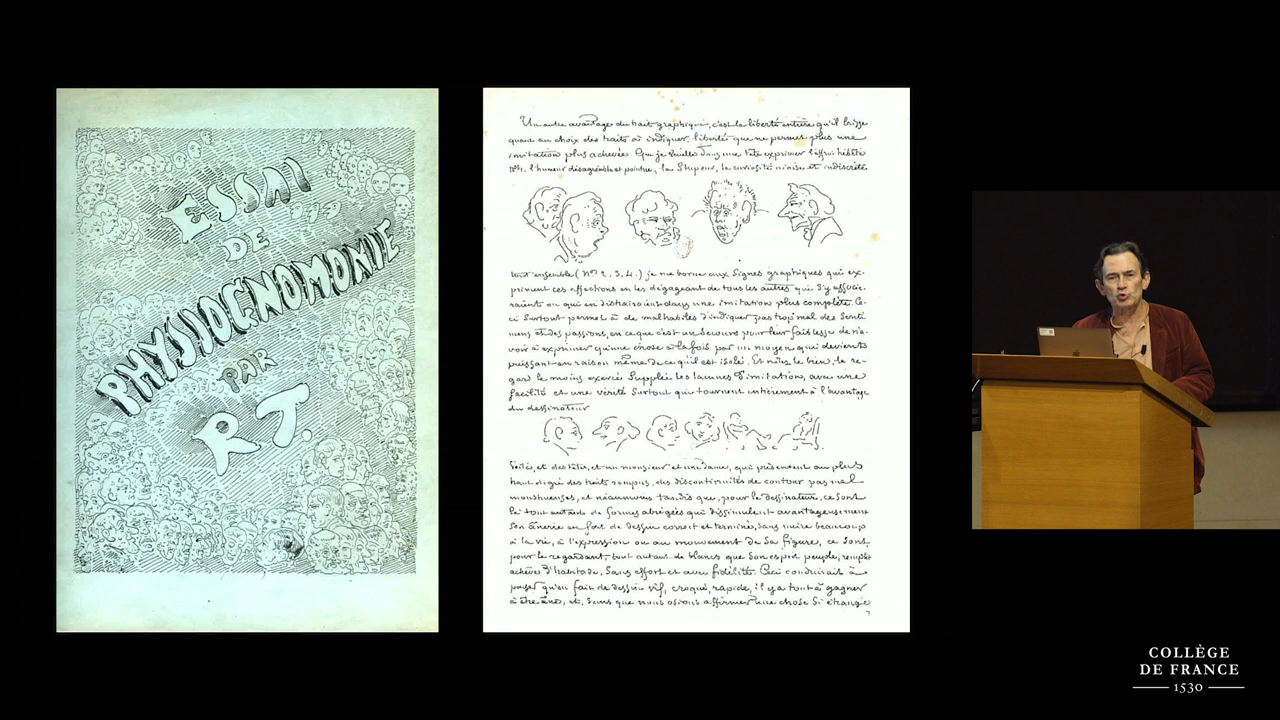 ESSAI
DE
PHYSIOGNOMONIE
PAR
R T.
Un autre avantage du trait graphique, c'est la liberté entière qu'il laisse
quant au choix des traits à indiquer, liberté que ne permet plus une
imitation plus achevée. Que je veuille dans une tête exprimer l'effroi hébété
N°1. l'humeur désagréable et pointue, la Stupeur, la curiosité niaise et indiscrète
tout ensemble (N°s 2, 3, 4.) je me borne aux Signes graphiques qui ex-
priment ces affections en les dégageant de tous les autres qui S'y associe-
raient ou qui en distrairaient dans une imitation plus complète. Ce-
ci Surtout permet à de malhabiles d'indiquer pas trop mal des Senti
mens et des passions, en ce que c'est un Secours pour leur faiblesse de n'a-
voir à exprimer qu'une chose à la fois par un moyen qui devient
puissant en raison même de ce qu'il est isolé. Et notez le bien, le re-
gard le moins exercé Supplée les lacunes d'imitation, avec une
facilité et une vérité Surtout qui tournent entièrement à l'avantage
du dessinateur
Voilà, et des têtes, et un monsieur et une dame, qui présentent au plus
haut degré des traits rompus, des discontinuités de contour pas mal
monstrueuses, et néanmoins tandis que, pour le dessinateur, ce Sont
là tout autant de formes abrégées qui dissimulent avantageusement
Son ânerie en fait de dessin correct et terminé, Sans nuire beaucoup
à la vie, à l'expression ou au mouvement de Sa figure, ce Sont
pour le regardant, tout autant de blancs que Son esprit peuple, remplit
achève d'habitude, Sans effort et avec fidélité. Ceci conduirait à
penser qu'en fait de dessin vif, croqué, rapide, il y a tout à gagner
à être âne, et, Sans que nous osions affirmer une chose Si étrange
7
COLLÈGE
DE FRANCE
1530